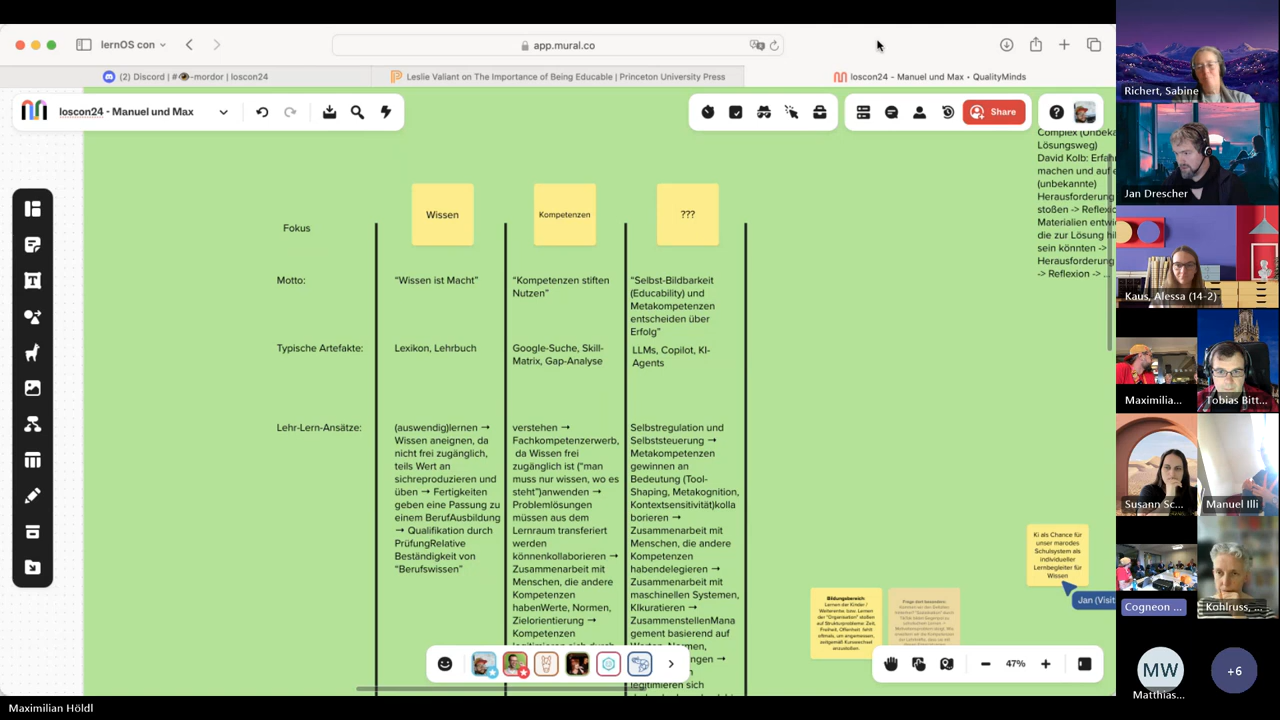 lernOS con
app.mural.co
(2) Discord | #👁-mordor | loscon24
Leslie Valiant on The Importance of Being Educable | Princeton University Press
loscon24 - Manuel und Max • QualityMinds
loscon24 - Manuel und Max
Share
Complex (Unbeka
Lösungsweg)
David Kolb: Erfah
machen und auf e
(unbekannte)
Herausforderung
stoßen -> Reflexio
Materialien entwi
die zur Lösung hi
sein könnten ->
Herausforderung
-> Reflexion -> ...
Fokus
Wissen
Kompetenzen
???
Motto:
“Wissen ist Macht”
“Kompetenzen stiften
Nutzen”
“Selbst-Bildbarkeit
(Educability) und
Metakompetenzen
entscheiden über
Erfolg”
Typische Artefakte:
Lexikon, Lehrbuch
Google-Suche, Skill-
Matrix, Gap-Analyse
LLMs, Copilot, KI-
Agents
Lehr-Lern-Ansätze:
(auswendig)lernen →
Wissen aneignen, da
nicht frei zugänglich,
teils Wert an
sichreproduzieren und
üben → Fertigkeiten
geben eine Passung zu
einem BerufAusbildung
→ Qualifikation durch
PrüfungRelative
Beständigkeit von
“Berufswissen”
verstehen →
Fachkompetenzerwerb,
da Wissen frei
zugänglich ist (“man
muss nur wissen, wo es
steht”)anwenden →
Problemlösungen
müssen aus dem
Lernraum transferiert
werden
könnenkollaborieren →
Zusammenarbeit mit
Menschen, die andere
Kompetenzen
habenWerte, Normen,
Zielorientierung →
Kompetenzen
Selbstregulation und
Selbststeuerung →
Metakompetenzen
gewinnen an
Bedeutung (Tool-
Shaping, Metakognition,
Kontextsensitivität)kolla
borieren →
Zusammenarbeit mit
Menschen, die andere
Kompetenzen
habendelegieren →
Zusammenarbeit mit
maschinellen Systemen,
KIkuratieren →
ZusammenstellenMana
gement basierend auf
legitimieren sich
Ki als Chance für
unser marodes
Schulsystem als
individueller
Lernbegleiter für
Wissen
Jan (Visit
Bildungsbereich:
Lernen der Kinder /
47%
Richert, Sabine
Jan Drescher
Kaus, Alessa (14-2)
Maximilia...
Tobias Bitt...
Susann Sc...
Manuel Illi
Cogneon ...
Kohlruss, ...
MW
+6
Matthias...
Maximilian Höldl